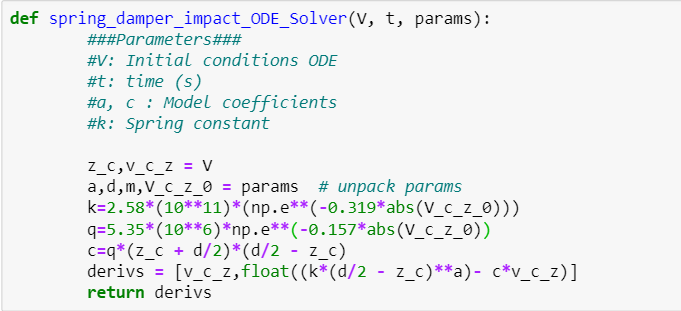 def spring_damper_impact_ODE_Solver(V, t, params):
###Parameters###
#V: Initial conditions ODE
#t: time (s)
#a, c : Model coefficients
#k: Spring constant
z_c,v_c_z = V
a,d,m,V_c_z_0 = params  # unpack params
k=2.58*(10**11)*(np.e**(-0.319*abs(V_c_z_0)))
q=5.35*(10**6)*np.e**(-0.157*abs(V_c_z_0))
c=q*(z_c + d/2)*(d/2 - z_c)
derivs = [v_c_z,float((k*(d/2 - z_c)**a)- c*v_c_z)]
return derivs